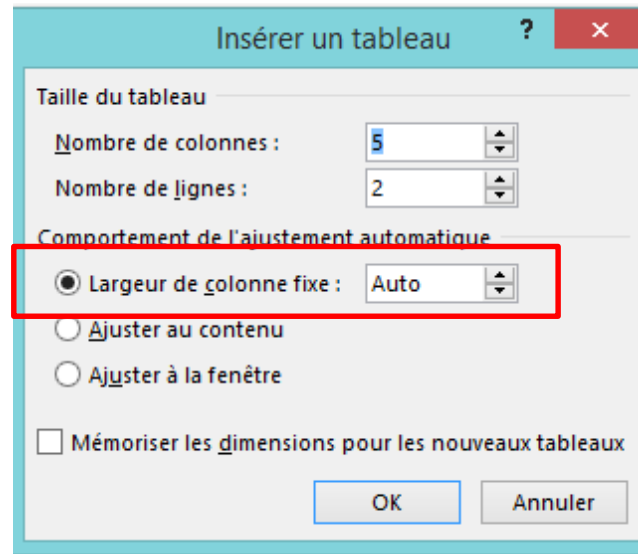 Insérer un tableau ? ×
Taille du tableau
Nombre de colonnes : 5
Nombre de lignes : 2
Comportement de l'ajustement automatique
Largeur de colonne fixe : Auto
Ajuster au contenu
Ajuster à la fenêtre
Mémoriser les dimensions pour les nouveaux tableaux
OK Annuler